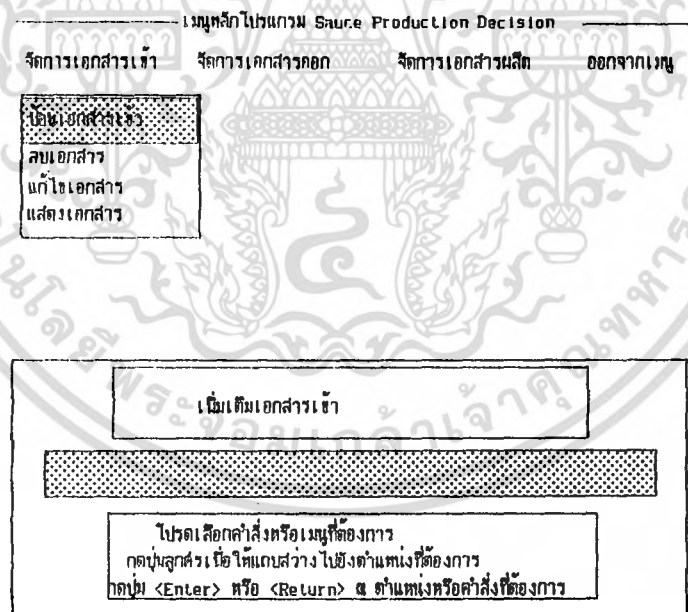 เมนูหลักโปรแกรม Sauce Production Decision
จัดการเอกสารเข้า จัดการเอกสารออก จัดการเอกสารผลิต ออกจากเมนู
ป้อนเอกสารเข้า
ลบเอกสาร
แก้ไขเอกสาร
แสดงเอกสาร
เพิ่มเติมเอกสารเข้า
โปรดเลือกคำสั่งหรือเมนูที่ต้องการ
กดปุ่มลูกศรเพื่อให้แถบสว่างไปยังตำแหน่งที่ต้องการ
กดปุ่ม <Enter> หรือ <Return> ณ ตำแหน่งหรือคำสั่งที่ต้องการ